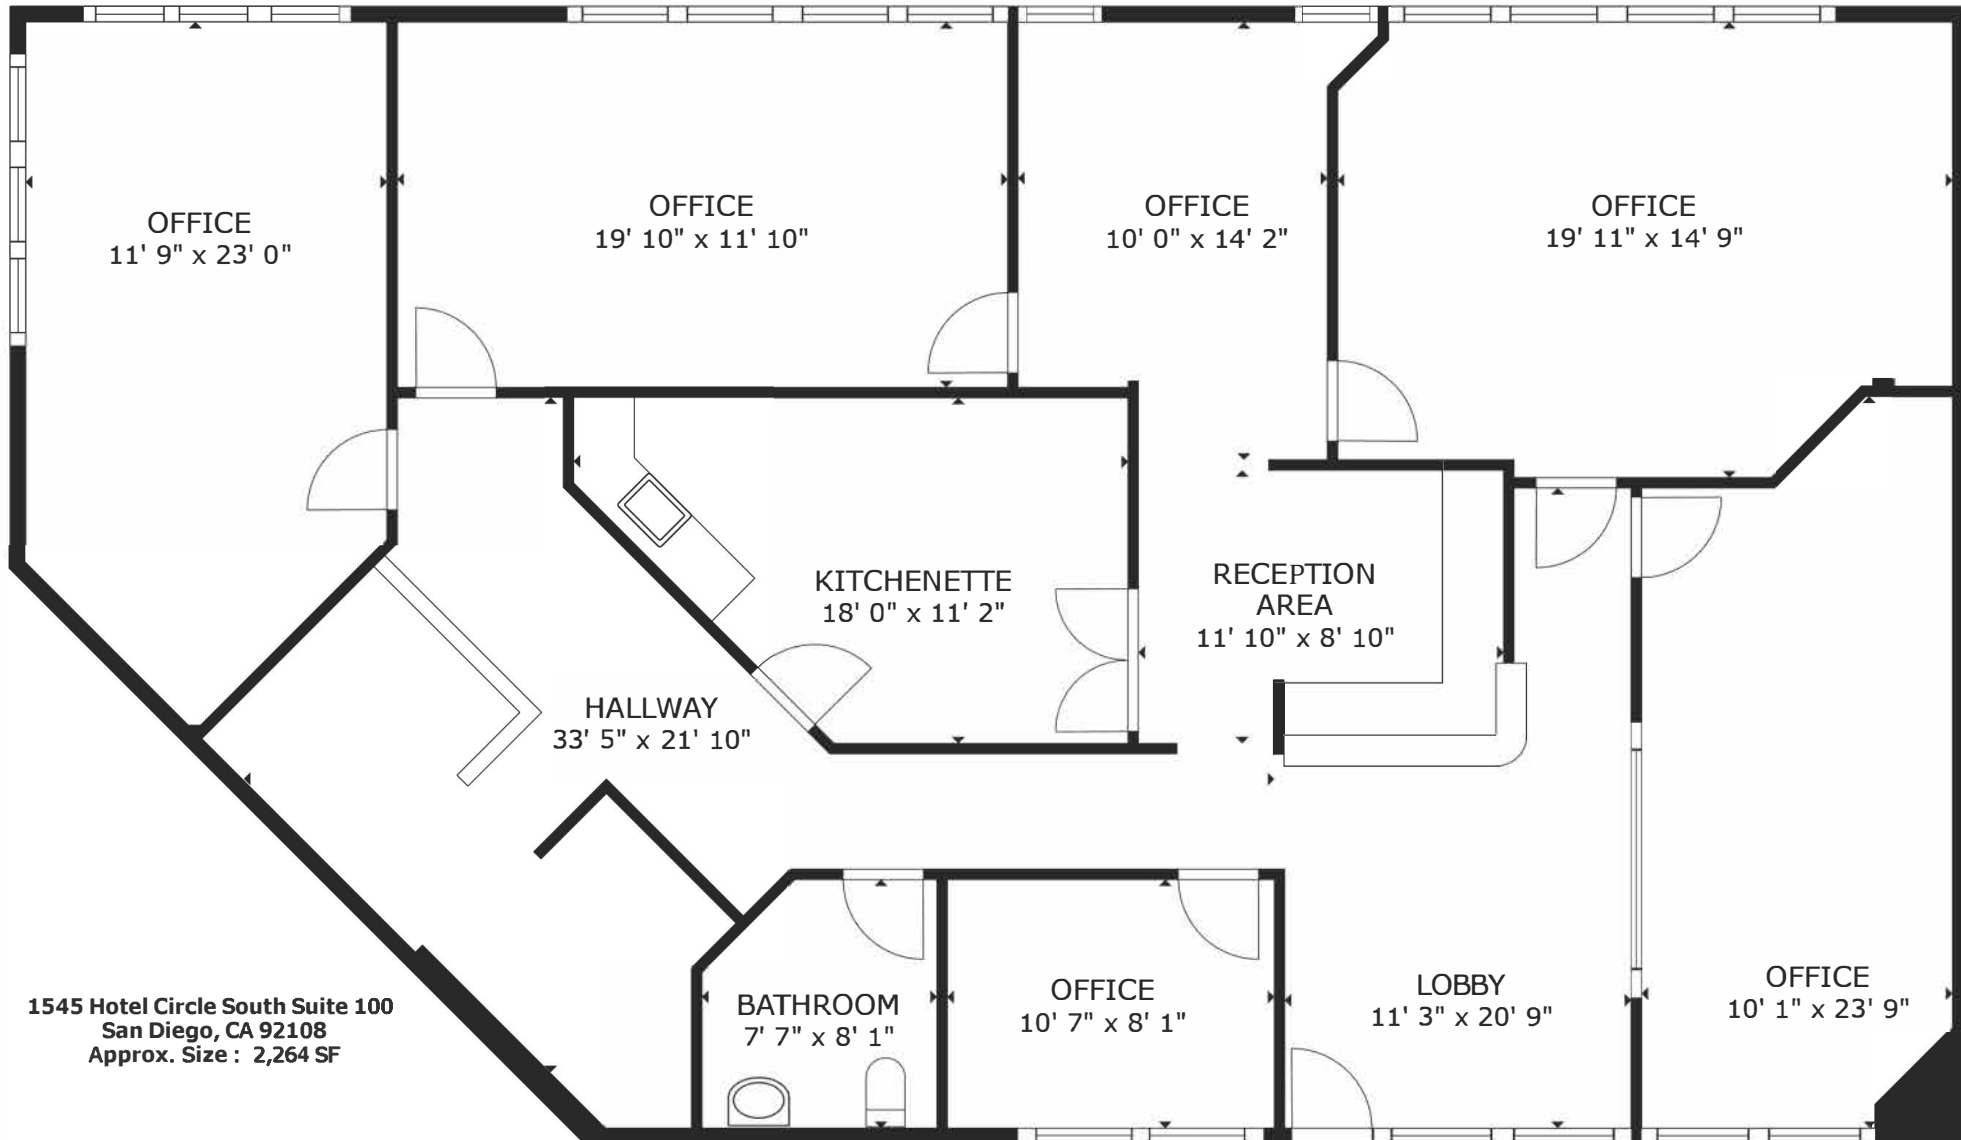 OFFICE
11' 9" x 23' 0"
OFFICE
19' 10" x 11' 10"
OFFICE
10' 0" x 14' 2"
OFFICE
19' 11" x 14' 9"
KITCHENETTE
18' 0" x 11' 2"
RECEPTION
AREA
11' 10" x 8' 10"
HALLWAY
33' 5" x 21' 10"
BATHROOM
7' 7" x 8' 1"
OFFICE
10' 7" x 8' 1"
LOBBY
11' 3" x 20' 9"
OFFICE
10' 1" x 23' 9"
1545 Hotel Circle South Suite 100
San Diego, CA 92108
Approx. Size : 2,264 SF